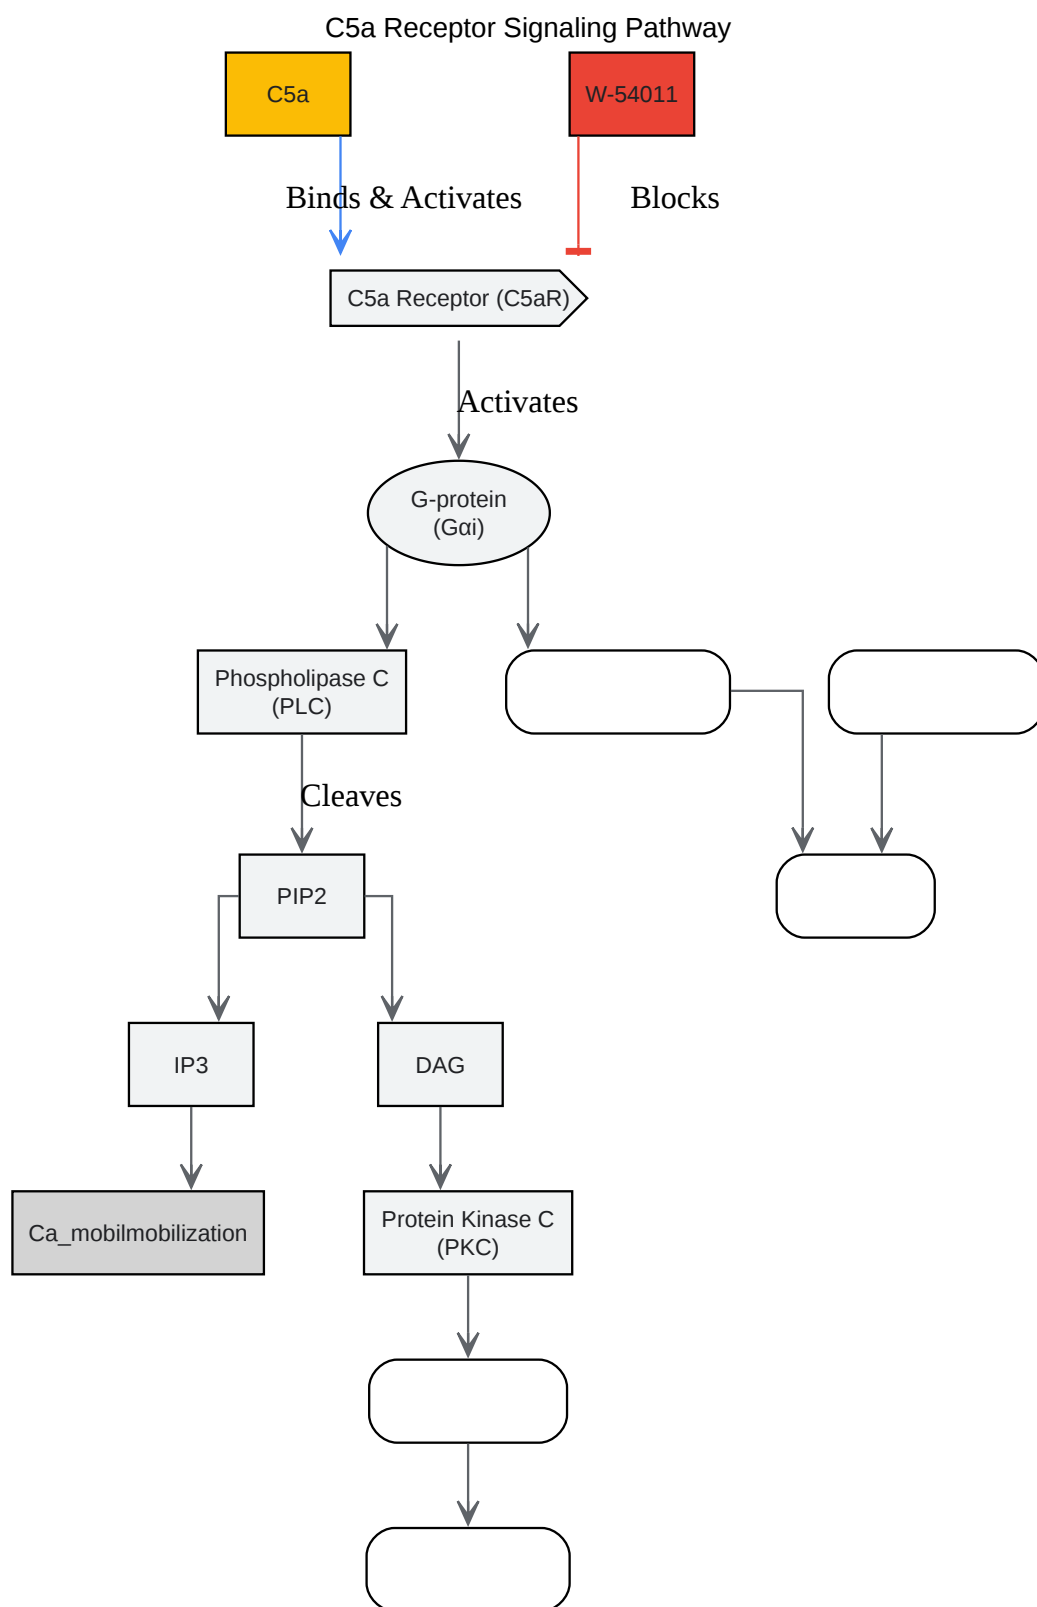 C5a Receptor Signaling Pathway
C5a
W-54011
Binds & Activates
Blocks
C5a Receptor (C5aR)
Activates
G-protein
(Gαi)
Phospholipase C
(PLC)
Cleaves
PIP2
IP3
DAG
Ca_mobilmobilization
Protein Kinase C
(PKC)